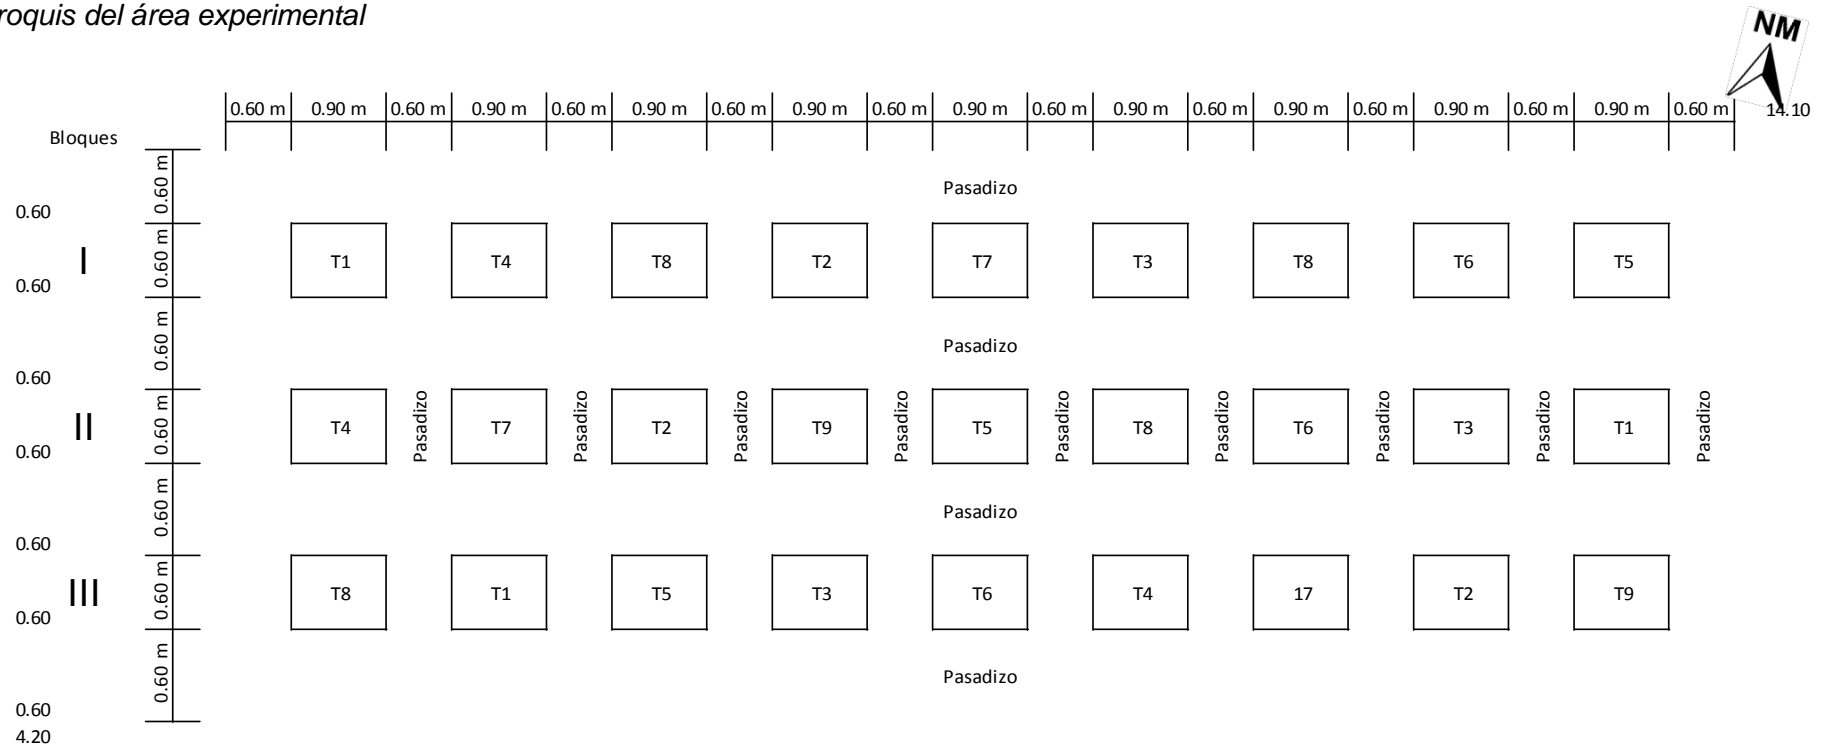 roquis del área experimental
NM
0.60 m 0.90 m 0.60 m 0.90 m 0.60 m 0.90 m 0.60 m 0.90 m 0.60 m 0.90 m 0.60 m 0.90 m 0.60 m 0.90 m 0.60 m 0.90 m 0.60 m 0.90 m 0.60 m 14.10
Bloques
0.60 m
Pasadizo
0.60
I 0.60 m T1 T4 T8 T2 T7 T3 T8 T6 T5
0.60
0.60 m
Pasadizo
0.60
II 0.60 m T4 Pasadizo T7 Pasadizo T2 Pasadizo T9 Pasadizo T5 Pasadizo T8 Pasadizo T6 Pasadizo T3 Pasadizo T1 Pasadizo
0.60
0.60 m
Pasadizo
0.60
III 0.60 m T8 T1 T5 T3 T6 T4 17 T2 T9
0.60
0.60 m
Pasadizo
0.60
4.20